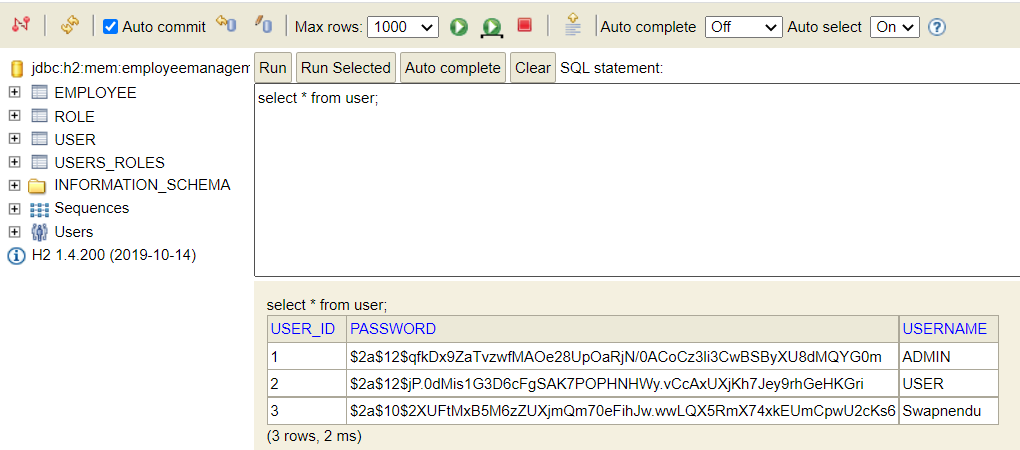 Auto commit Max rows: 1000 Auto complete Off Auto select On ?
jdbc:h2:mem:employeemanagem Run Run Selected Auto complete Clear SQL statement:
EMPLOYEE
ROLE
USER
USERS_ROLES
INFORMATION_SCHEMA
Sequences
Users
H2 1.4.200 (2019-10-14)
select * from user;
select * from user;
USER_ID PASSWORD USERNAME
1 $2a$12$qfkDx9ZaTvzwfMAOe28UpOaRjN/0ACoCz3li3CwBSByXU8dMQYG0m ADMIN
2 $2a$12$jP.0dMis1G3D6cFgSAK7POPHNHWy.vCcAxUXjKh7Jey9rhGeHKGri USER
3 $2a$10$2XUFtMxB5M6zZUXjmQm70eFihJw.wwLQX5RmX74xkEUmCpwU2cKs6 Swapnendu
(3 rows, 2 ms)